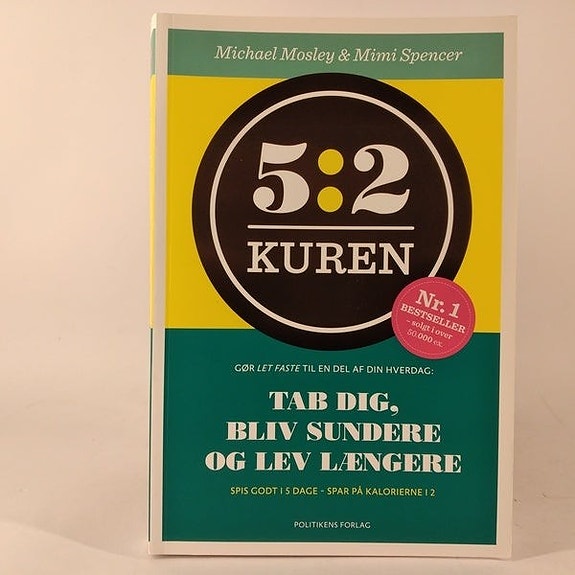 Michael Mosley & Mimi Spencer
5:2
KUREN
Nr. 1
BESTSELLER
– solgt i over
50.000 ex.
GØR LET FASTE TIL EN DEL AF DIN HVERDAG:
TAB DIG,
BLIV SUNDERE
OG LEV LÆNGERE
SPIS GODT I 5 DAGE - SPAR PÅ KALORIERNE I 2
POLITIKENS FORLAG